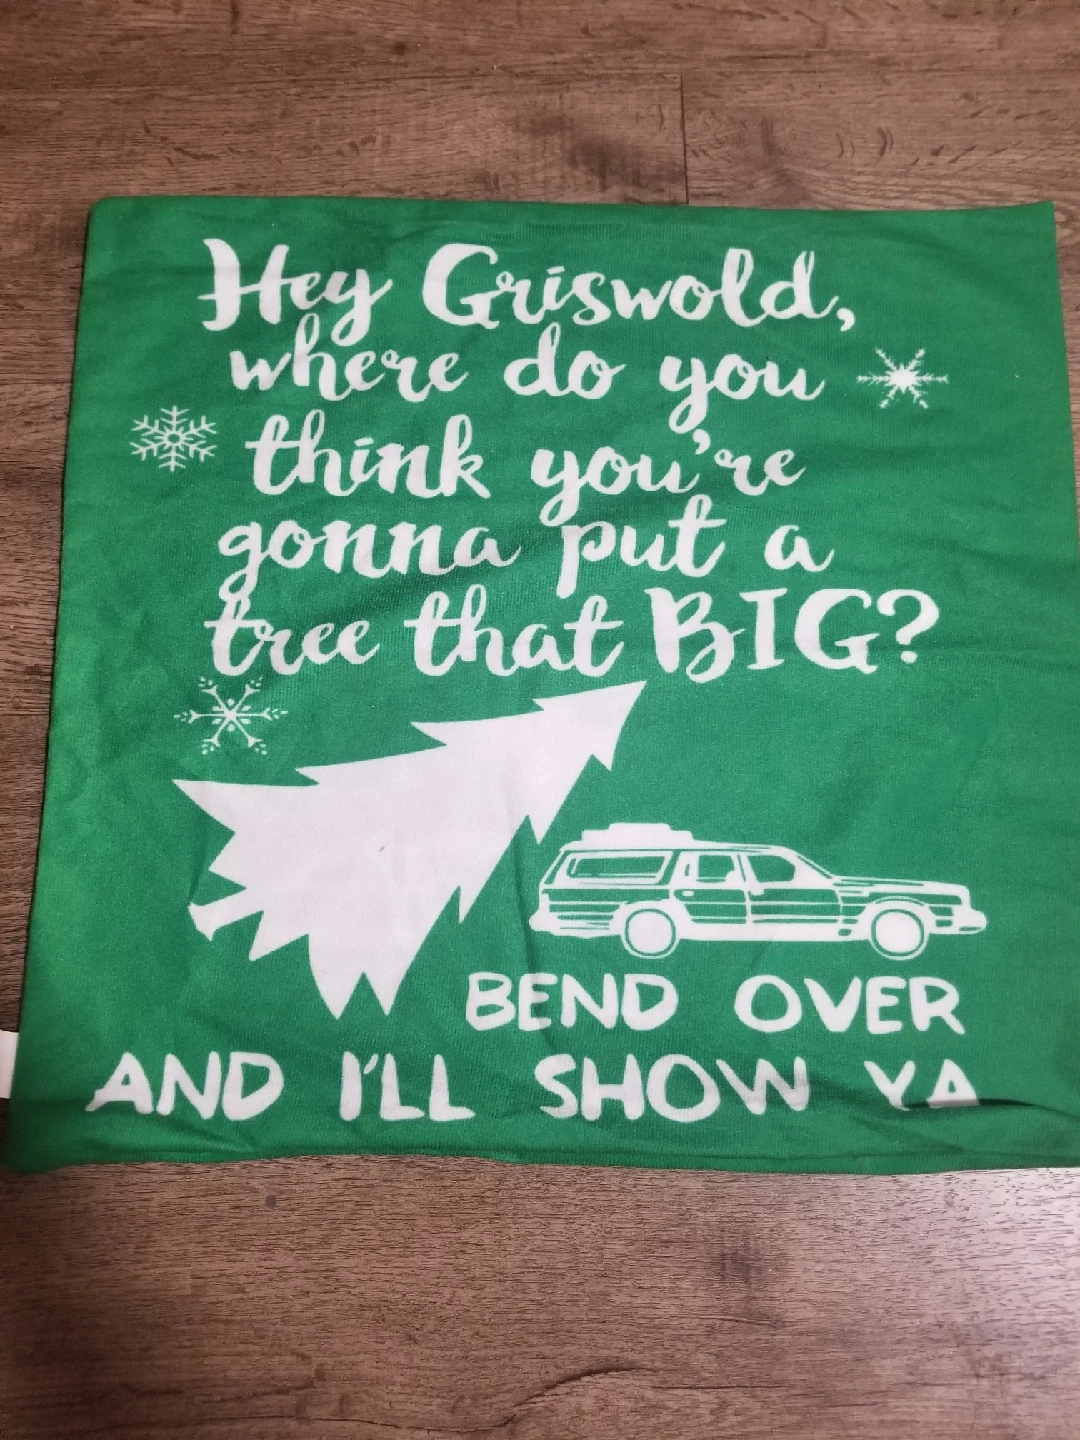 Hey Griswold,
where do you
think you're
gonna put a
tree that BIG?
BEND OVER
AND I'LL SHOW YA